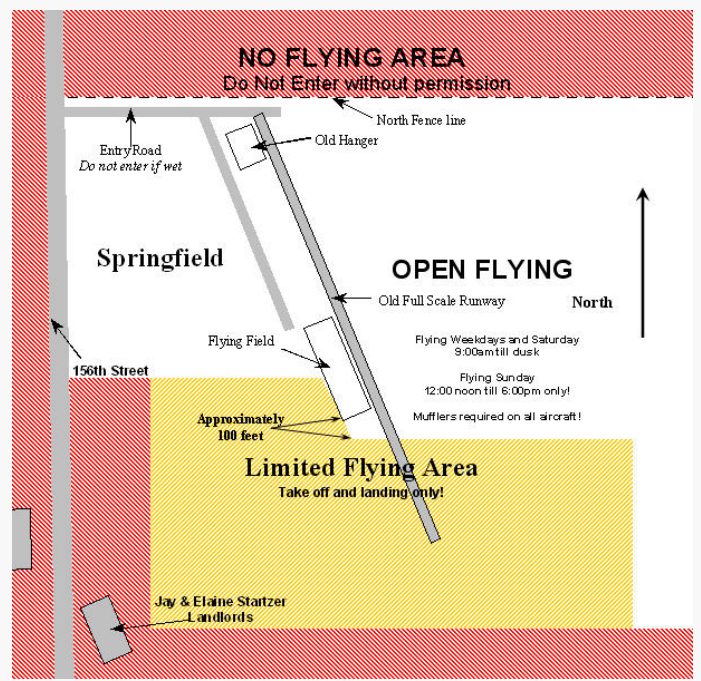 NO FLYING AREA
Do Not Enter without permission
North Fence line
Entry Road
Do not enter if wet
Old Hanger
Springfield
OPEN FLYING
Old Full Scale Runway
North
Flying Field
Flying Weekdays and Saturday
9:00am till dusk
Flying Sunday
12:00 noon till 6:00pm only!
Mufflers required on all aircraft!
156th Street
Approximately
100 feet
Limited Flying Area
Take off and landing only!
Jay & Elaine Startzer
Landlords